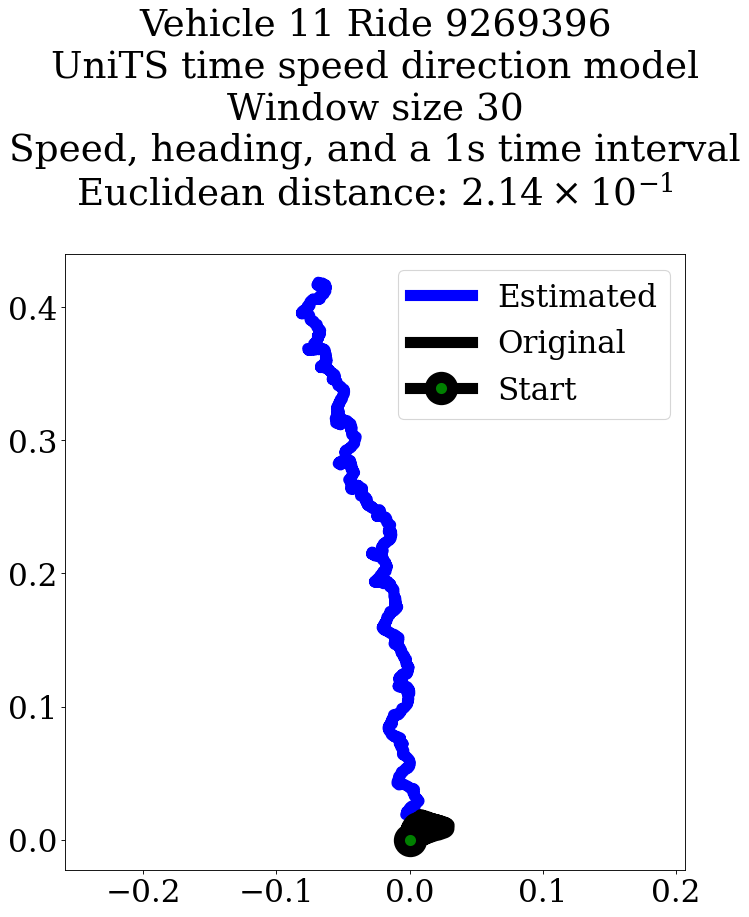 Vehicle 11 Ride 9269396
UniTS time speed direction model
Window size 30
Speed, heading, and a 1s time interval
Euclidean distance: 2.14 × 10⁻¹
Estimated
Original
Start
0.4
0.3
0.2
0.1
0.0
−0.2
−0.1
0.0
0.1
0.2